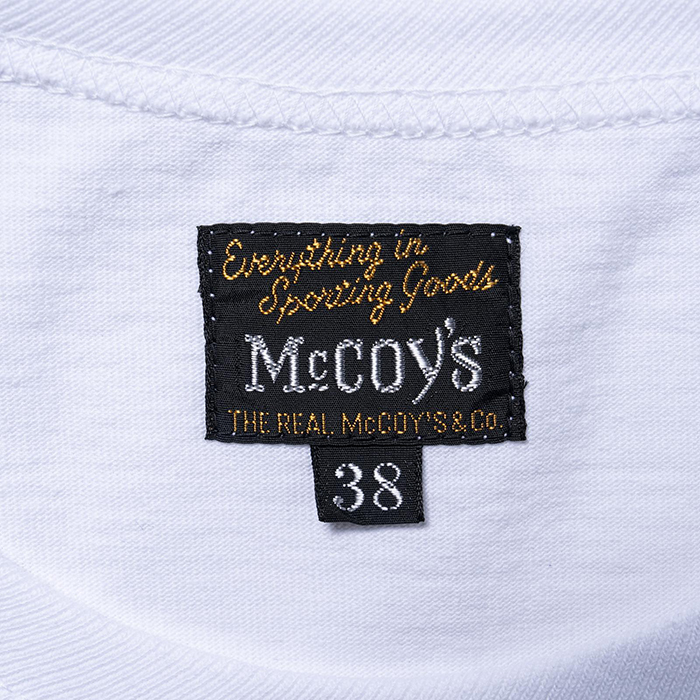 Everything in
Sporting Goods
McCOY'S
THE REAL McCOY'S & Co.
38